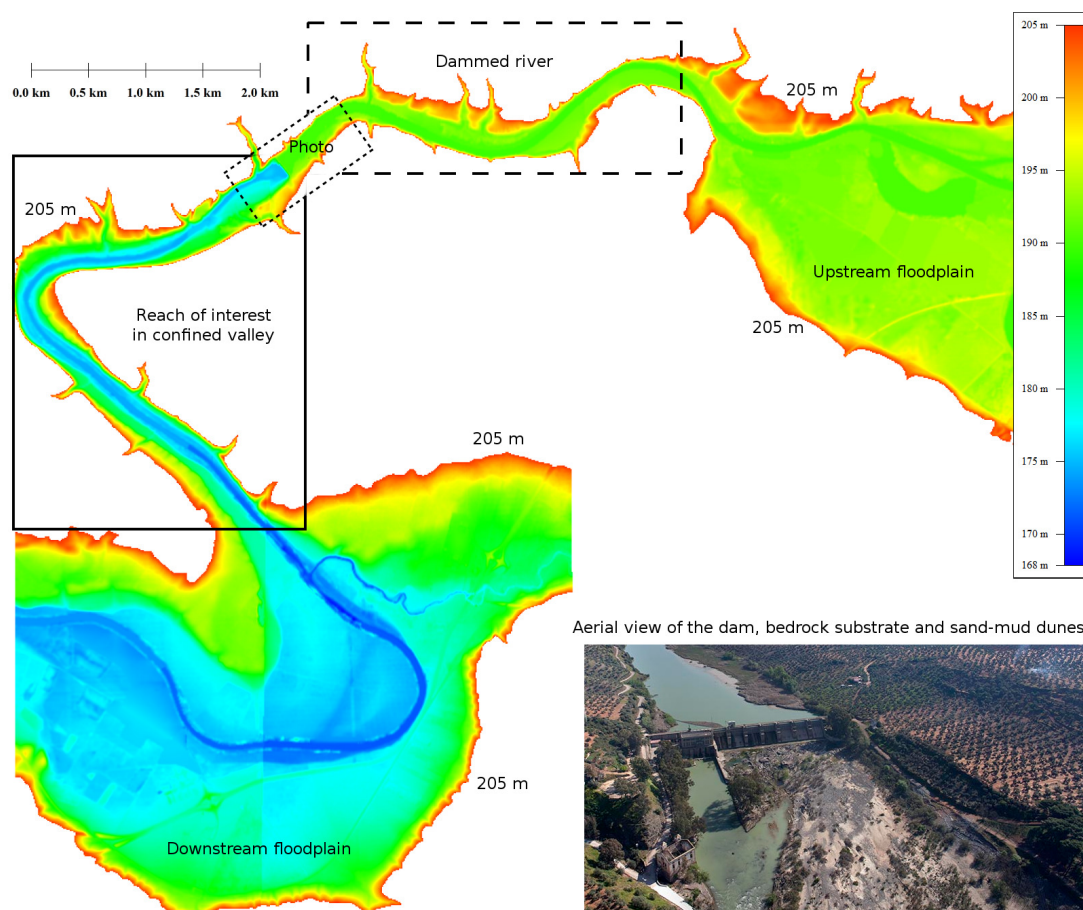 Dammed river
0.0 km 0.5 km 1.0 km 1.5 km 2.0 km
Photo
205 m
205 m
Upstream floodplain
205 m
Reach of interest
in confined valley
205 m
205 m
Downstream floodplain
205 m
200 m
195 m
190 m
185 m
180 m
175 m
170 m
168 m
Aerial view of the dam, bedrock substrate and sand-mud dunes